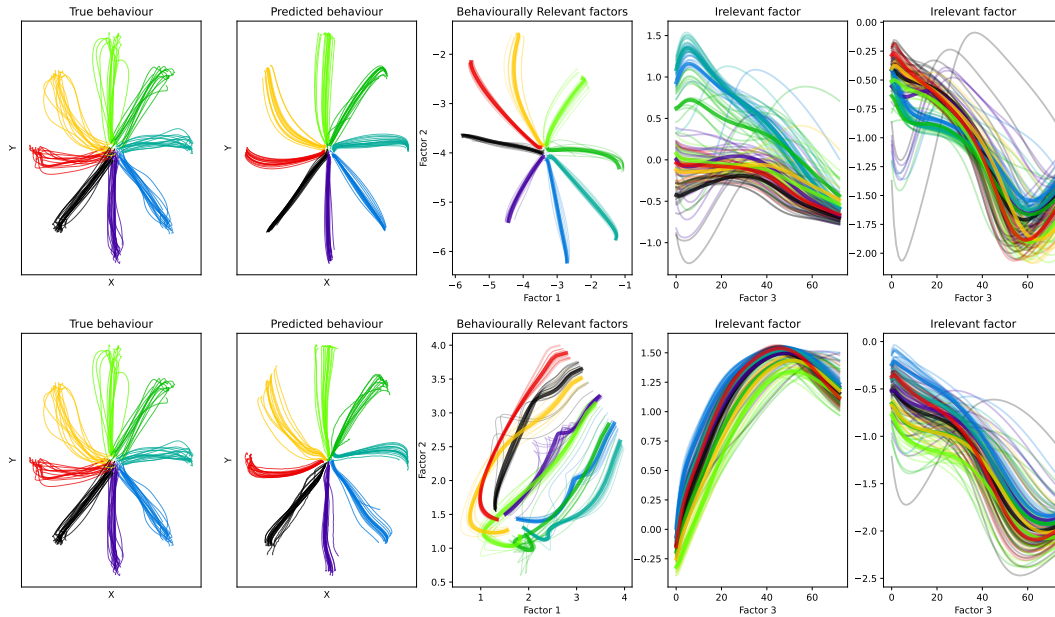 True behaviour
Predicted behaviour
Behaviourally Relevant factors
Irelevant factor
Irelevant factor
Y
X
Y
X
Factor 2
−2
−3
−4
−5
−6
−6
−5
−4
−3
−2
−1
Factor 1
1.5
1.0
0.5
0.0
−0.5
−1.0
0
20
40
60
Factor 3
0.00
−0.25
−0.50
−0.75
−1.00
−1.25
−1.50
−1.75
−2.00
0
20
40
60
Factor 3
True behaviour
Predicted behaviour
Behaviourally Relevant factors
Irelevant factor
Irelevant factor
Y
X
Y
X
Factor 2
4.0
3.5
3.0
2.5
2.0
1.5
1.0
0.5
1
2
3
4
Factor 1
1.50
1.25
1.00
0.75
0.50
0.25
0.00
−0.25
0
20
40
60
Factor 3
0.0
−0.5
−1.0
−1.5
−2.0
−2.5
0
20
40
60
Factor 3